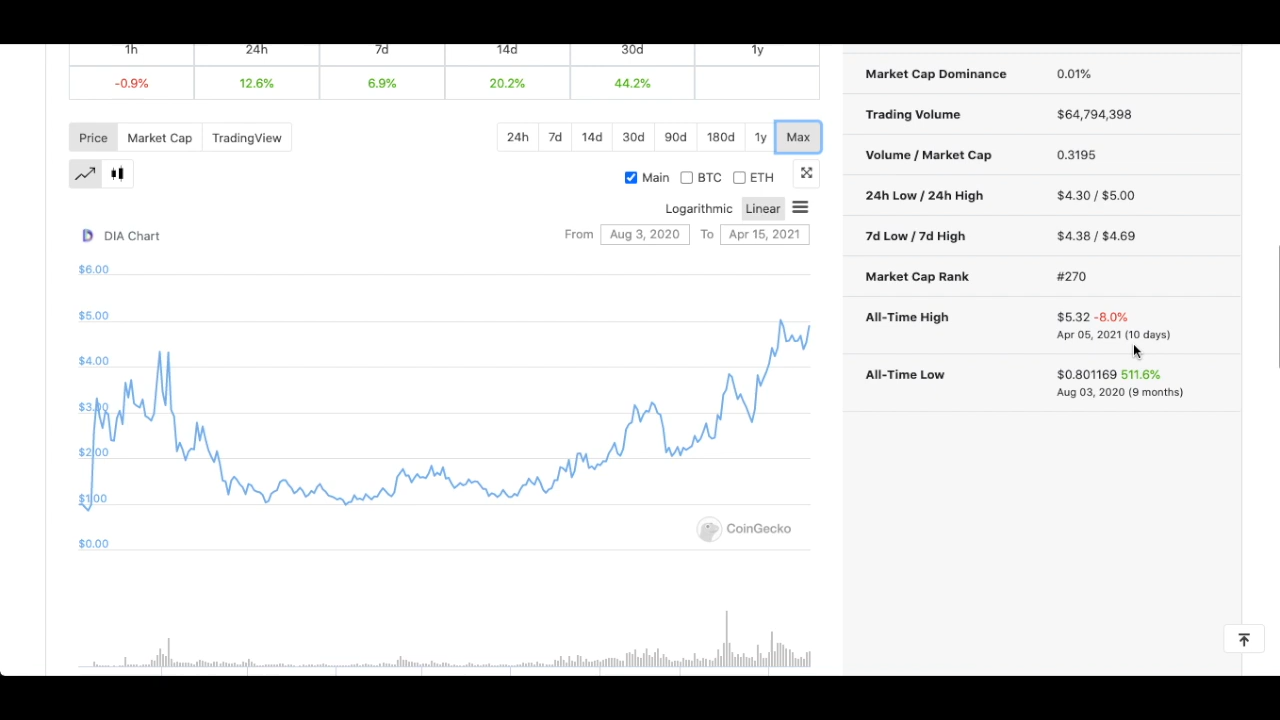 1h 24h 7d 14d 30d 1y
-0.9% 12.6% 6.9% 20.2% 44.2%
Price Market Cap TradingView
24h 7d 14d 30d 90d 180d 1y Max
Main BTC ETH
Logarithmic Linear
DIA Chart
From Aug 3, 2020 To Apr 15, 2021
$6.00
$5.00
$4.00
$3.00
$2.00
$1.00
$0.00
CoinGecko
Market Cap Dominance 0.01%
Trading Volume $64,794,398
Volume / Market Cap 0.3195
24h Low / 24h High $4.30 / $5.00
7d Low / 7d High $4.38 / $4.69
Market Cap Rank #270
All-Time High $5.32 -8.0%
Apr 05, 2021 (10 days)
All-Time Low $0.801169 511.6%
Aug 03, 2020 (9 months)